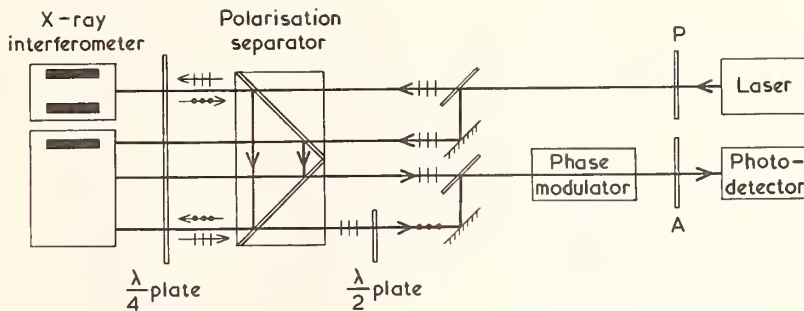 X-ray
interferometer
Polarisation
separator
P
Laser
Phase
modulator
Photo-
detector
A
λ/4 plate
λ/2 plate